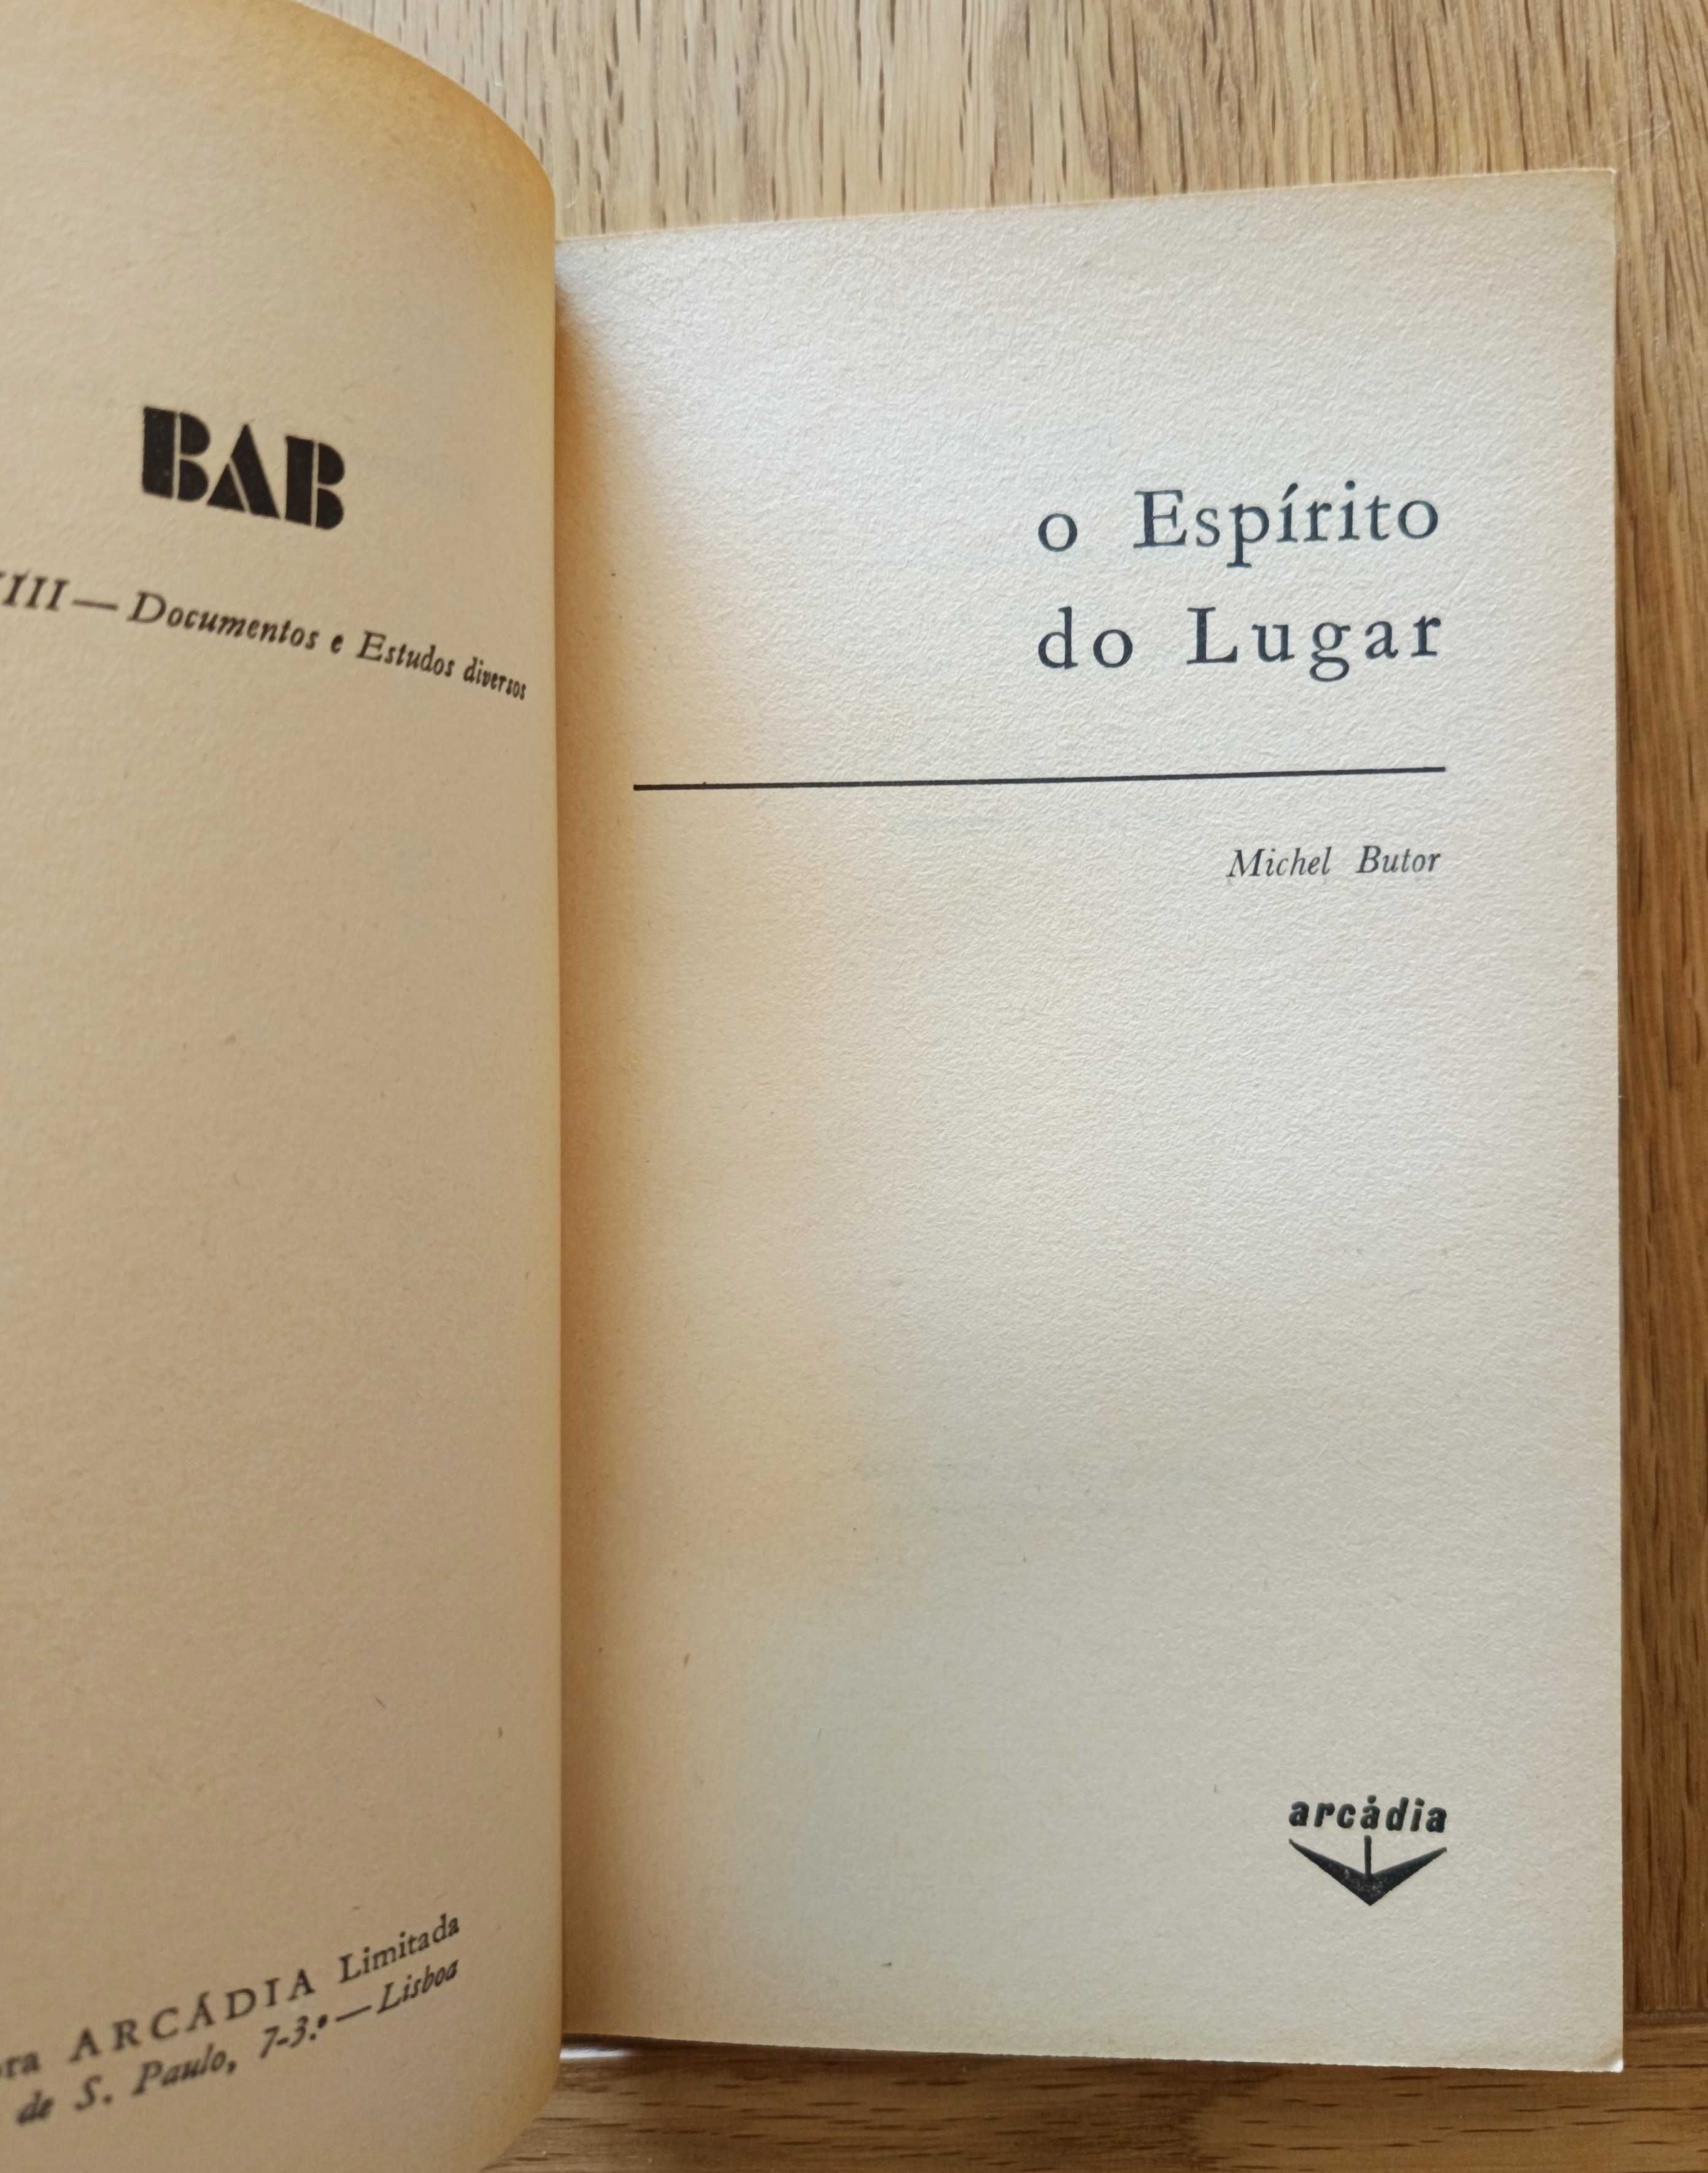 BAB
III — Documentos e Estudos diversos
ARCÁDIA Limitada
de S. Paulo, 7-3.º — Lisboa
o Espírito
do Lugar
Michel Butor
arcádia